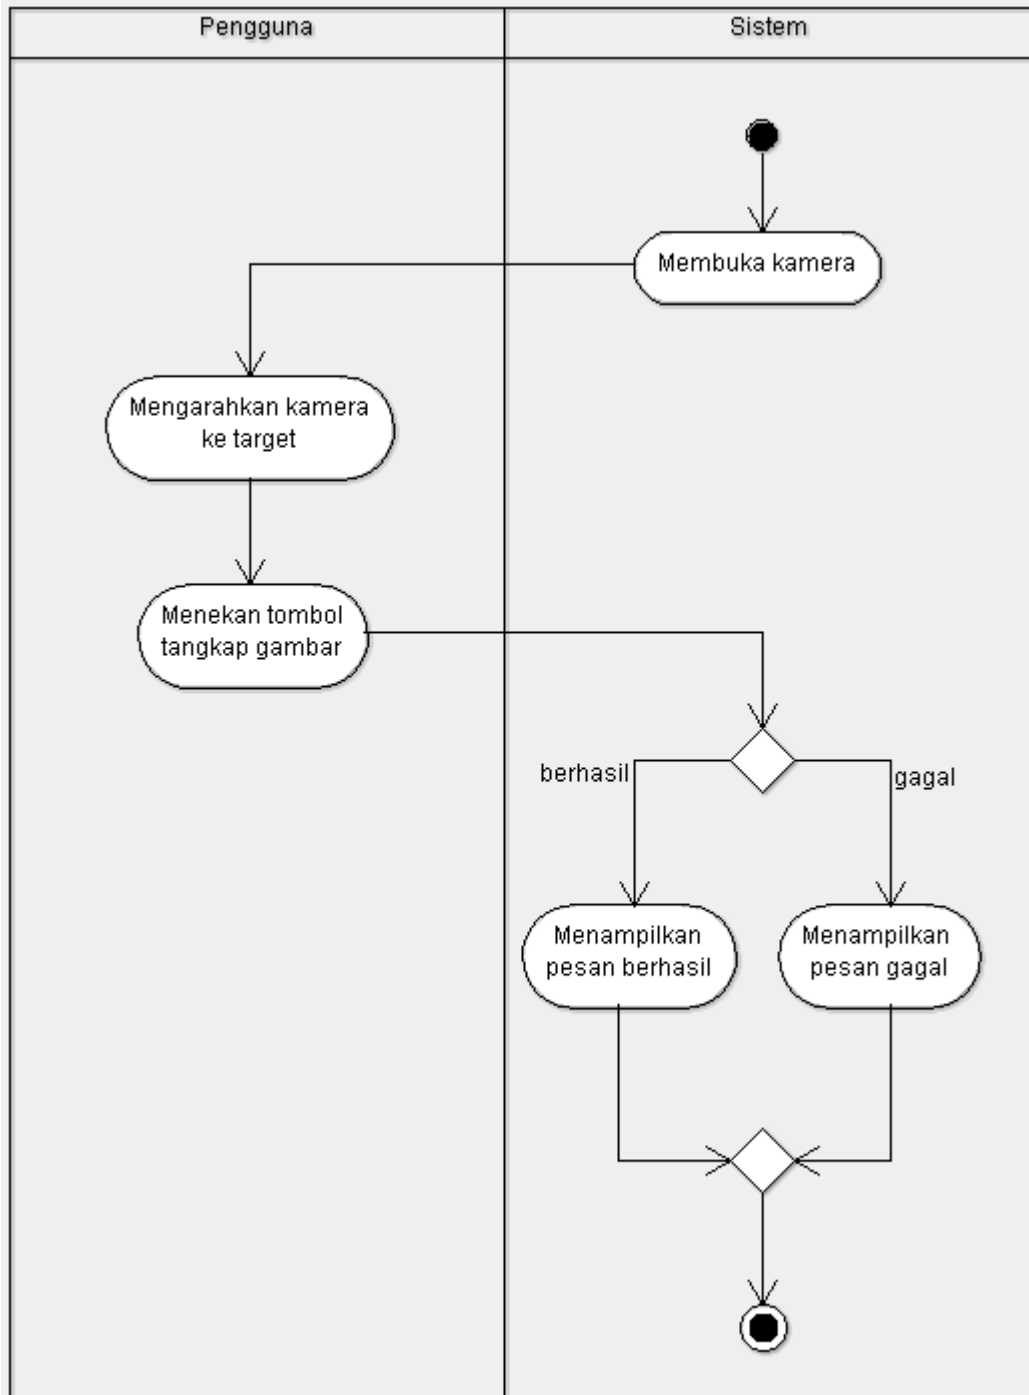 Pengguna
Sistem
Membuka kamera
Mengarahkan kamera
ke target
Menekan tombol
tangkap gambar
berhasil
gagal
Menampilkan
pesan berhasil
Menampilkan
pesan gagal